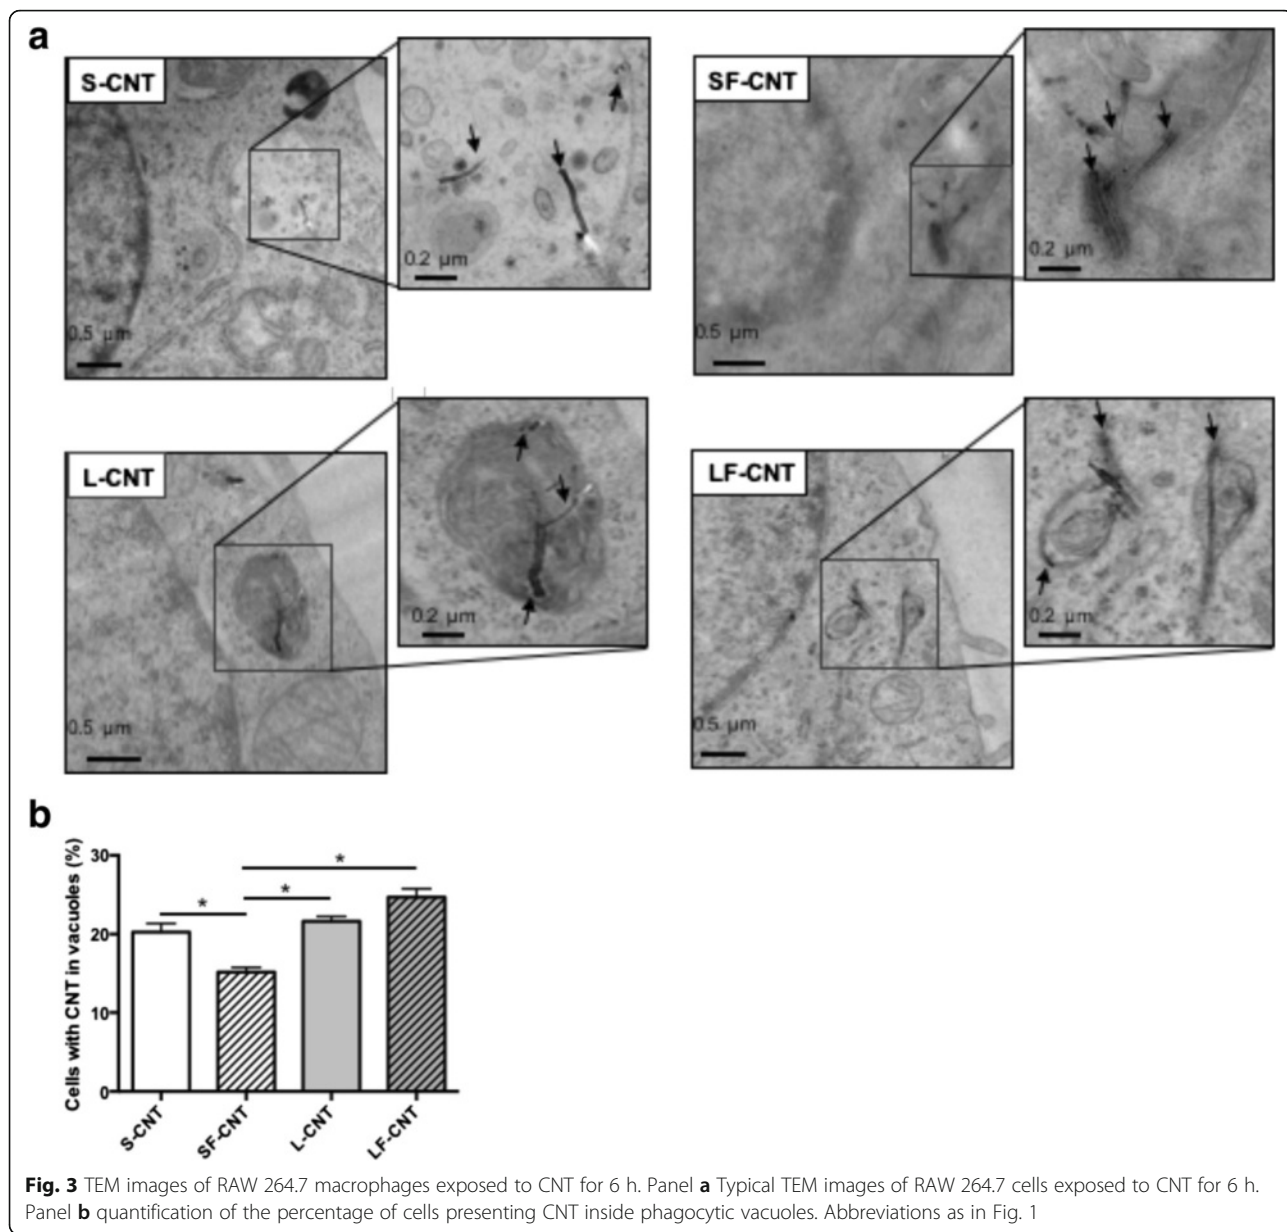 a
S-CNT
0.5 µm
0.2 µm
SF-CNT
0.5 µm
0.2 µm
L-CNT
0.5 µm
0.2 µm
LF-CNT
0.5 µm
0.2 µm
b
Cells with CNT in vacuoles (%)
30
20
10
0
*
*
*
S-CNT
SF-CNT
L-CNT
LF-CNT
Fig. 3 TEM images of RAW 264.7 macrophages exposed to CNT for 6 h. Panel a Typical TEM images of RAW 264.7 cells exposed to CNT for 6 h.
Panel b quantification of the percentage of cells presenting CNT inside phagocytic vacuoles. Abbreviations as in Fig. 1